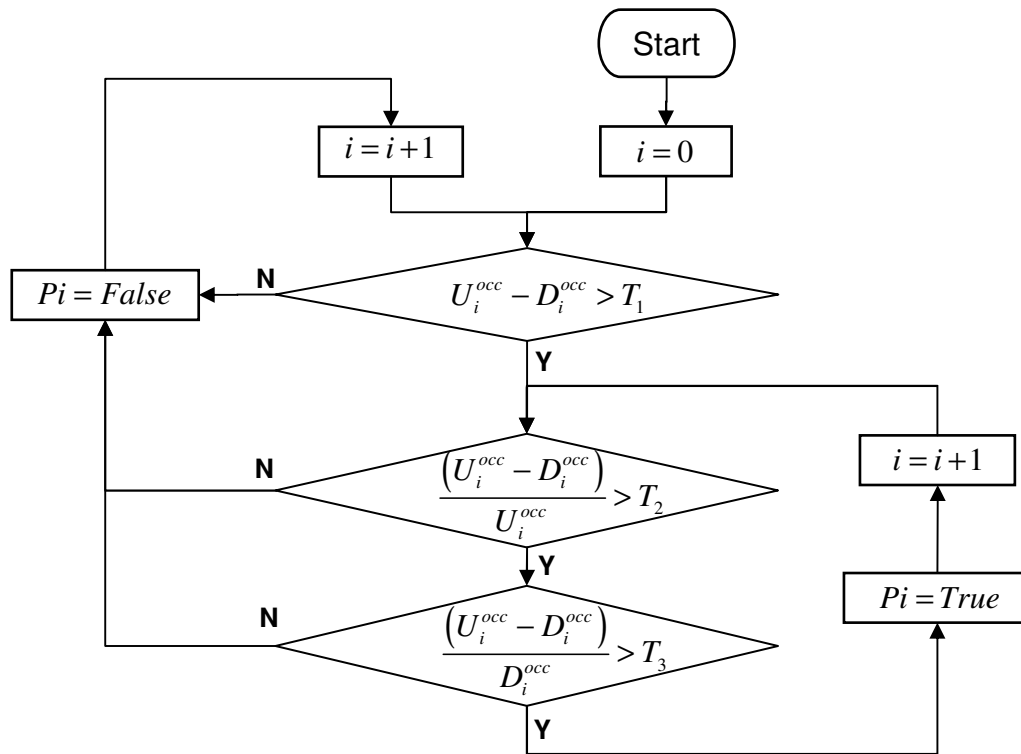 Start
i = i + 1
i = 0
N
Pi = False
U_i^{occ} − D_i^{occ} > T_1
Y
N
(U_i^{occ} − D_i^{occ}) / U_i^{occ} > T_2
i = i + 1
Y
Pi = True
N
(U_i^{occ} − D_i^{occ}) / D_i^{occ} > T_3
Y